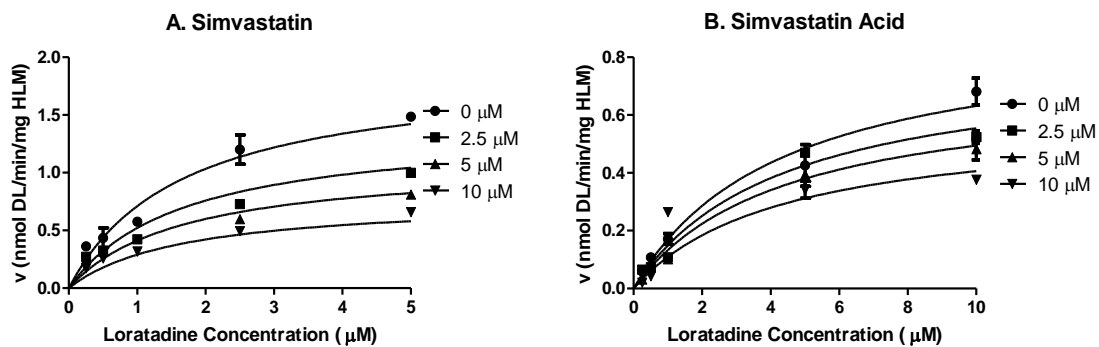 A. Simvastatin
2.0
1.5
1.0
0.5
0.0
0 1 2 3 4 5
v (nmol DL/min/mg HLM)
Loratadine Concentration ( μM)
0 μM
2.5 μM
5 μM
10 μM
B. Simvastatin Acid
0.8
0.6
0.4
0.2
0.0
0 2 4 6 8 10
v (nmol DL/min/mg HLM)
Loratadine Concentration ( μM)
0 μM
2.5 μM
5 μM
10 μM